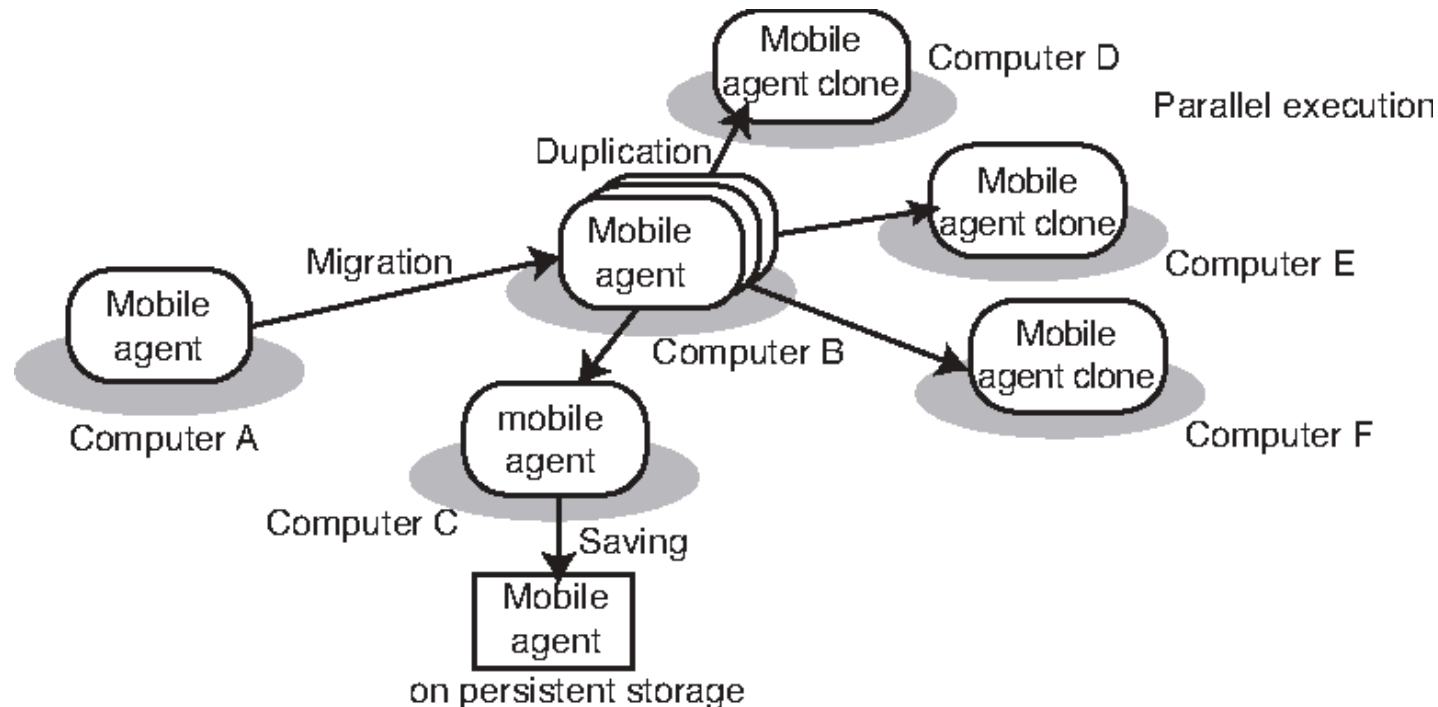 Mobile
agent clone
Computer D
Parallel execution
Duplication
Mobile
agent clone
Computer E
Mobile
agent
Migration
Computer B
Mobile
agent
Computer A
Mobile
agent clone
Computer F
mobile
agent
Computer C
Saving
Mobile
agent
on persistent storage